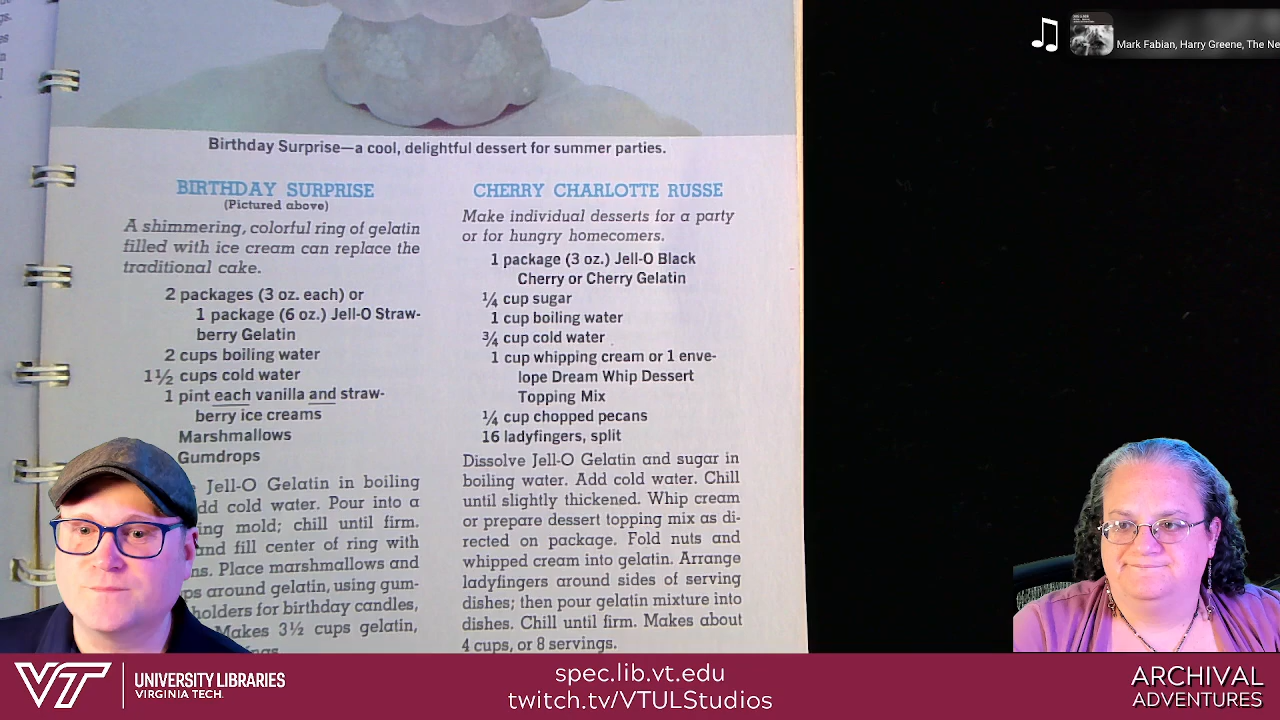 Mark Fabian, Harry Greene, The Ne
Birthday Surprise—a cool, delightful dessert for summer parties.
BIRTHDAY SURPRISE
(Pictured above)
A shimmering, colorful ring of gelatin
filled with ice cream can replace the
traditional cake.
2 packages (3 oz. each) or
1 package (6 oz.) Jell-O Straw-
berry Gelatin
2 cups boiling water
1½ cups cold water
1 pint each vanilla and straw-
berry ice creams
Marshmallows
Gumdrops
Jell-O Gelatin in boiling
dd cold water. Pour into a
ing mold; chill until firm.
and fill center of ring with
ns. Place marshmallows and
ps around gelatin, using gum-
holders for birthday candles,
Makes 3½ cups gelatin,
CHERRY CHARLOTTE RUSSE
Make individual desserts for a party
or for hungry homecomers.
1 package (3 oz.) Jell-O Black
Cherry or Cherry Gelatin
¼ cup sugar
1 cup boiling water
¾ cup cold water
1 cup whipping cream or 1 enve-
lope Dream Whip Dessert
Topping Mix
¼ cup chopped pecans
16 ladyfingers, split
Dissolve Jell-O Gelatin and sugar in
boiling water. Add cold water. Chill
until slightly thickened. Whip cream
or prepare dessert topping mix as di-
rected on package. Fold nuts and
whipped cream into gelatin. Arrange
ladyfingers around sides of serving
dishes; then pour gelatin mixture into
dishes. Chill until firm. Makes about
4 cups, or 8 servings.
VT
UNIVERSITY LIBRARIES
VIRGINIA TECH
spec.lib.vt.edu
twitch.tv/VTULStudios
ARCHIVAL
ADVENTURES